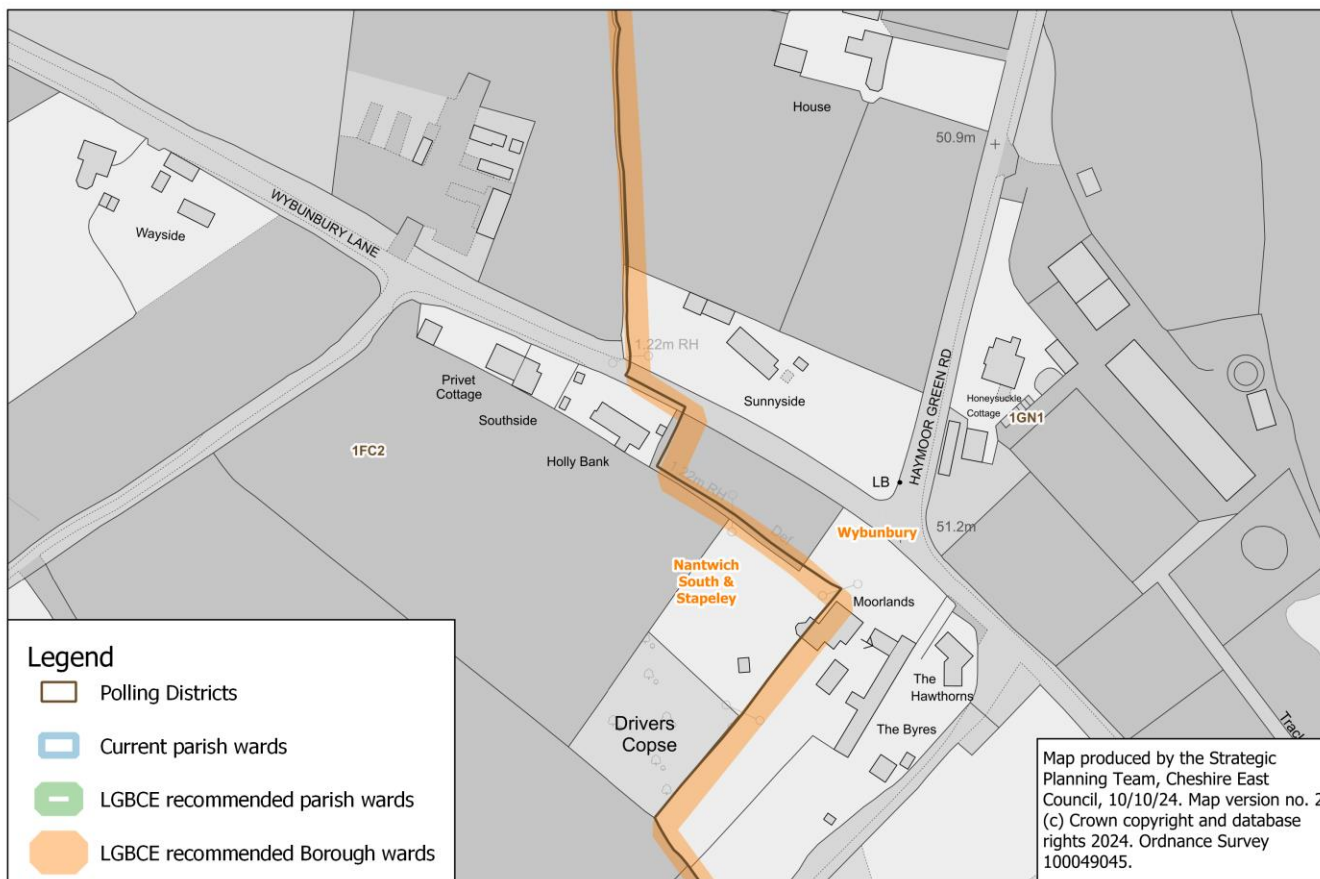 House
50.9m
Wayside
WYBUNBURY LANE
1.22m RH
HAYMOOR GREEN RD
Privet
Cottage
Southside
Holly Bank
Sunnyside
Honeysuckle
Cottage
1GN1
1FC2
LB
1.22m RH
Def
51.2m
Wybunbury
Nantwich
South &
Stapeley
Moorlands
The
Hawthorns
The Byres
Drivers
Copse
Legend
Polling Districts
Current parish wards
LGBCE recommended parish wards
LGBCE recommended Borough wards
Map produced by the Strategic
Planning Team, Cheshire East
Council, 10/10/24. Map version no. 2
(c) Crown copyright and database
rights 2024. Ordnance Survey
100049045.